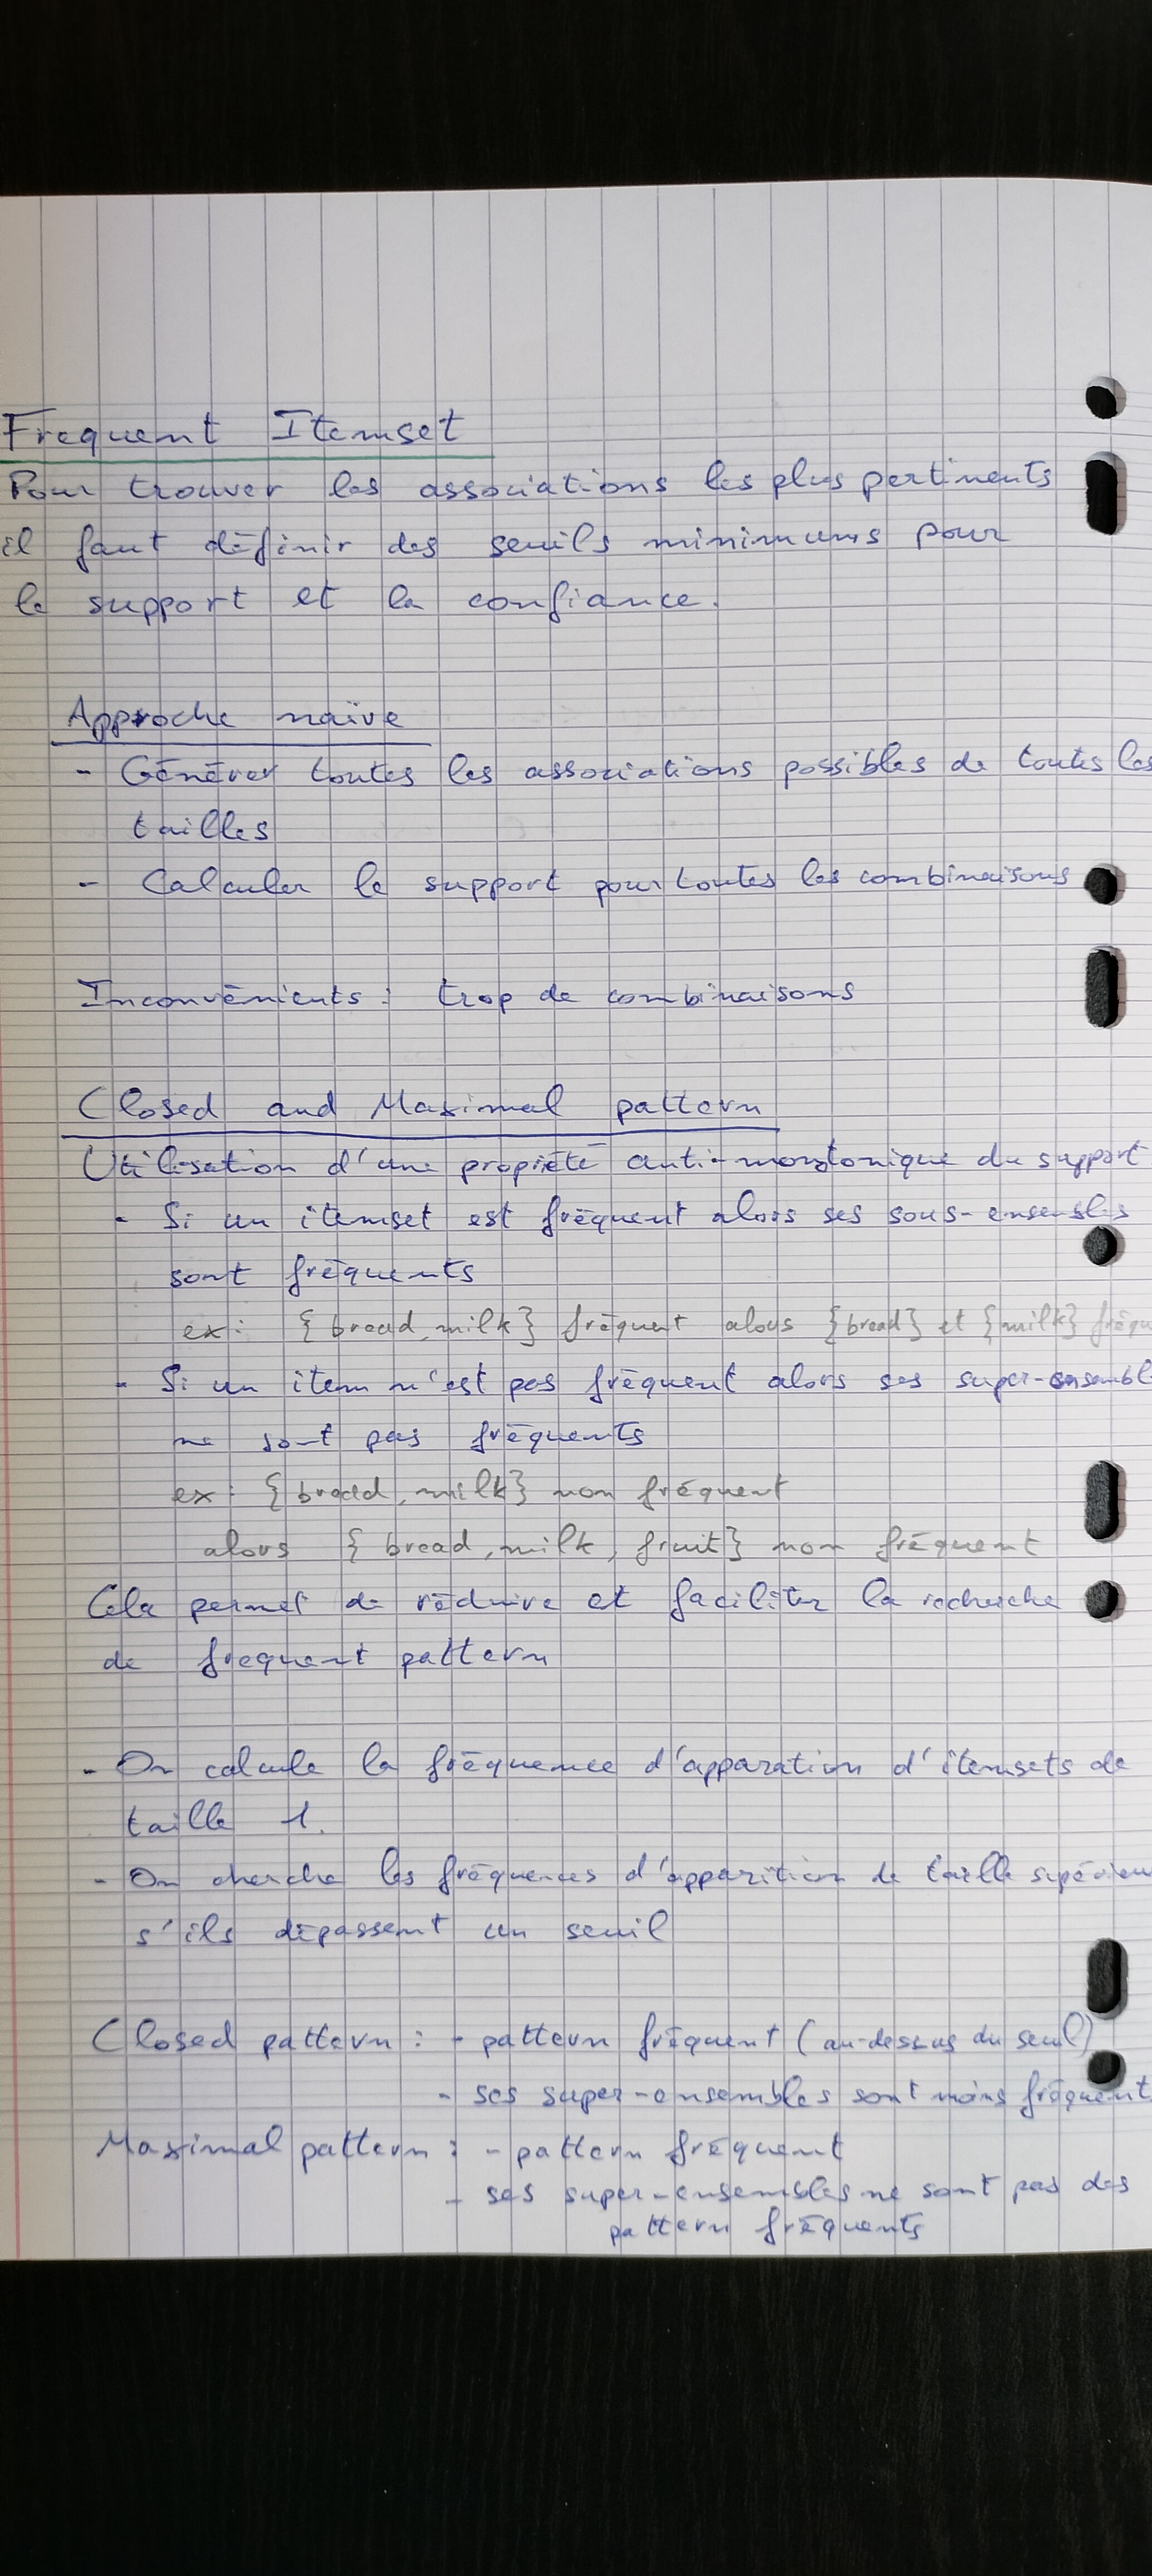 Frequent Itemset
Pour trouver les associations les plus pertinents
il faut définir des seuils minimums pour
le support et la confiance.
Approche naïve
- Générer toutes les associations possibles de toutes les
tailles
- Calculer le support pour toutes les combinaisons
Inconvénients : trop de combinaisons
Closed and Maximal pattern
Utilisation d'une propriété anti-monotonique du support
- Si un itemset est fréquent alors ses sous-ensembles
sont fréquents
ex: {bread, milk} fréquent alors {bread} et {milk} fréqu
- Si un item n'est pas fréquent alors ses super-ensembl
ne sont pas fréquents
ex: {bread, milk} non fréquent
alors {bread, milk, fruit} non fréquent
Cela permet de réduire et faciliter la recherche
de frequent pattern
- On calcule la fréquence d'apparation d'itemsets de
taille 1.
- On cherche les fréquences d'apparition de taille supérieu
s'ils dépassent un seuil
Closed pattern : - pattern fréquent (au-dessus du seuil)
- ses super-ensembles sont moins fréquent
Maximal pattern : - pattern fréquent
- ses super-ensembles ne sont pas des
pattern fréquents